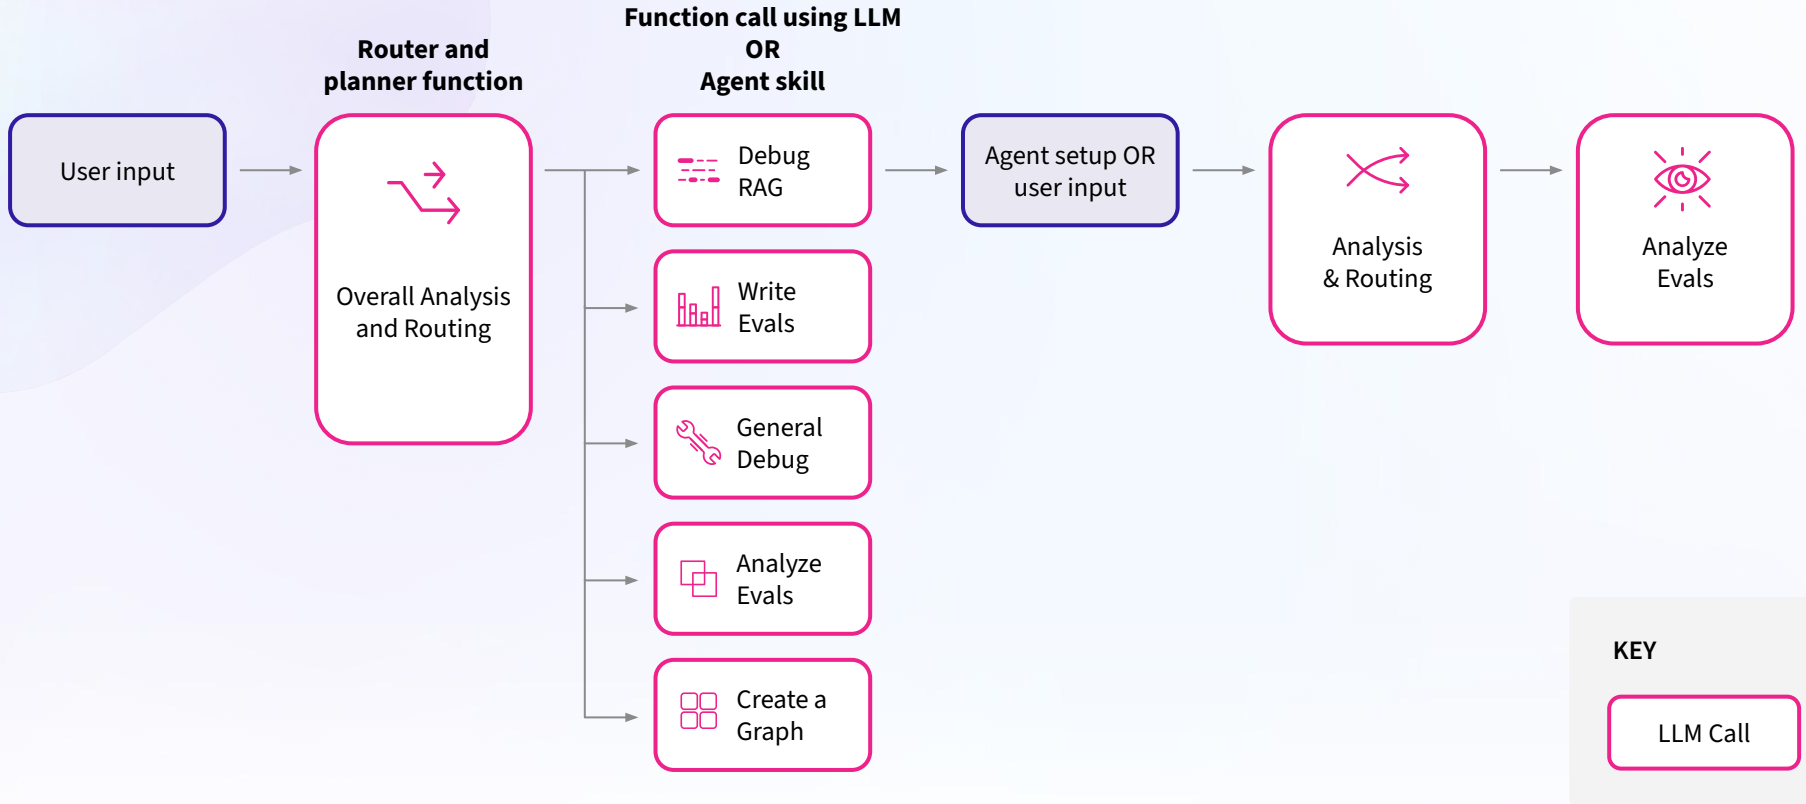 Function call using LLM
OR
Agent skill
Router and
planner function
User input
Overall Analysis
and Routing
Debug
RAG
Write
Evals
General
Debug
Analyze
Evals
Create a
Graph
Agent setup OR
user input
Analysis
& Routing
Analyze
Evals
KEY
LLM Call